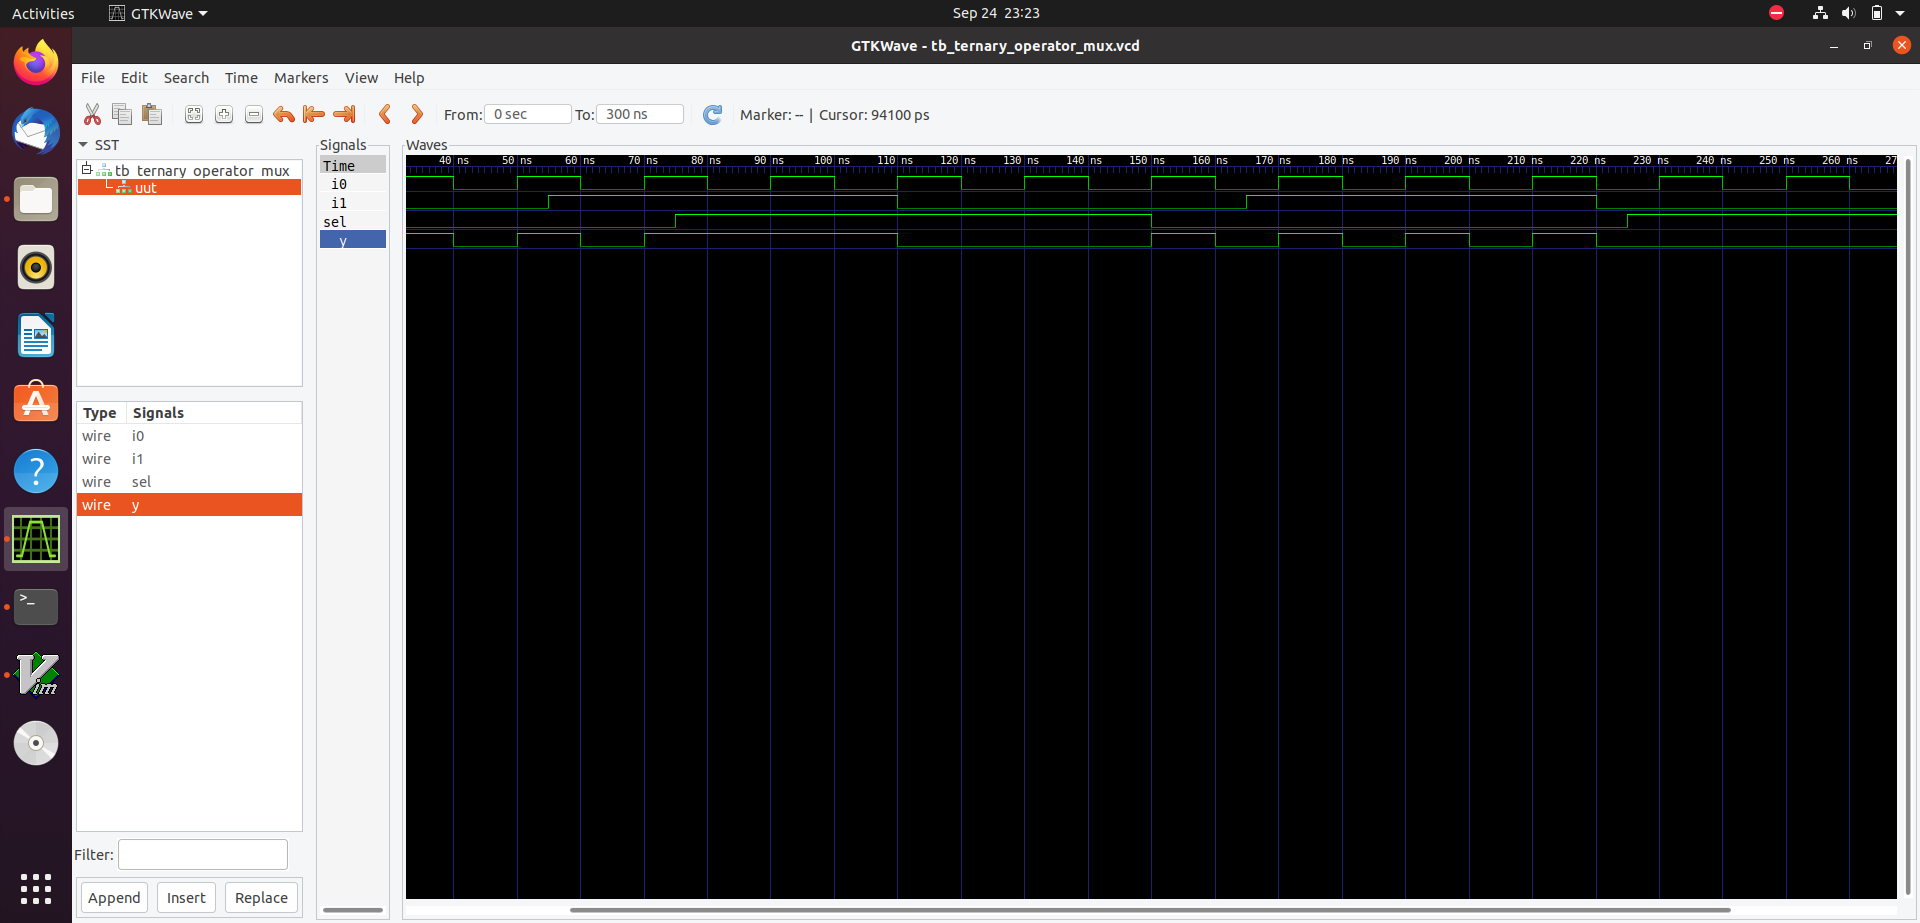 Activities GTKWave Sep 24 23:23
GTKWave - tb_ternary_operator_mux.vcd
File Edit Search Time Markers View Help
From: 0 sec To: 300 ns Marker: -- | Cursor: 94100 ps
SST
tb_ternary_operator_mux
uut
Type Signals
wire i0
wire i1
wire sel
wire y
Filter:
Append Insert Replace
Signals
Time
i0
i1
sel
y
Waves
40 ns 50 ns 60 ns 70 ns 80 ns 90 ns 100 ns 110 ns 120 ns 130 ns 140 ns 150 ns 160 ns 170 ns 180 ns 190 ns 200 ns 210 ns 220 ns 230 ns 240 ns 250 ns 260 ns 27